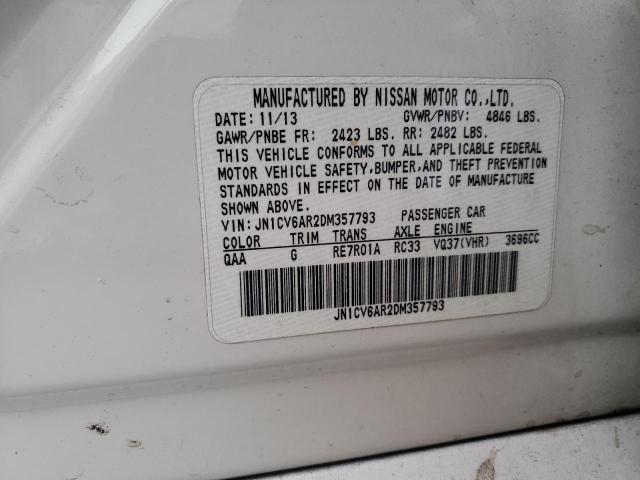 MANUFACTURED BY NISSAN MOTOR CO.,LTD.
DATE: 11/13 GVWR/PNBV: 4846 LBS.
GAWR/PNBE FR: 2423 LBS. RR: 2482 LBS.
THIS VEHICLE CONFORMS TO ALL APPLICABLE FEDERAL
MOTOR VEHICLE SAFETY,BUMPER,AND THEFT PREVENTION
STANDARDS IN EFFECT ON THE DATE OF MANUFACTURE
SHOWN ABOVE.
VIN: JN1CV6AR2DM357793 PASSENGER CAR
COLOR TRIM TRANS AXLE ENGINE
QAA G RE7R01A RC33 VQ37(VHR) 3696CC
JN1CV6AR2DM357793